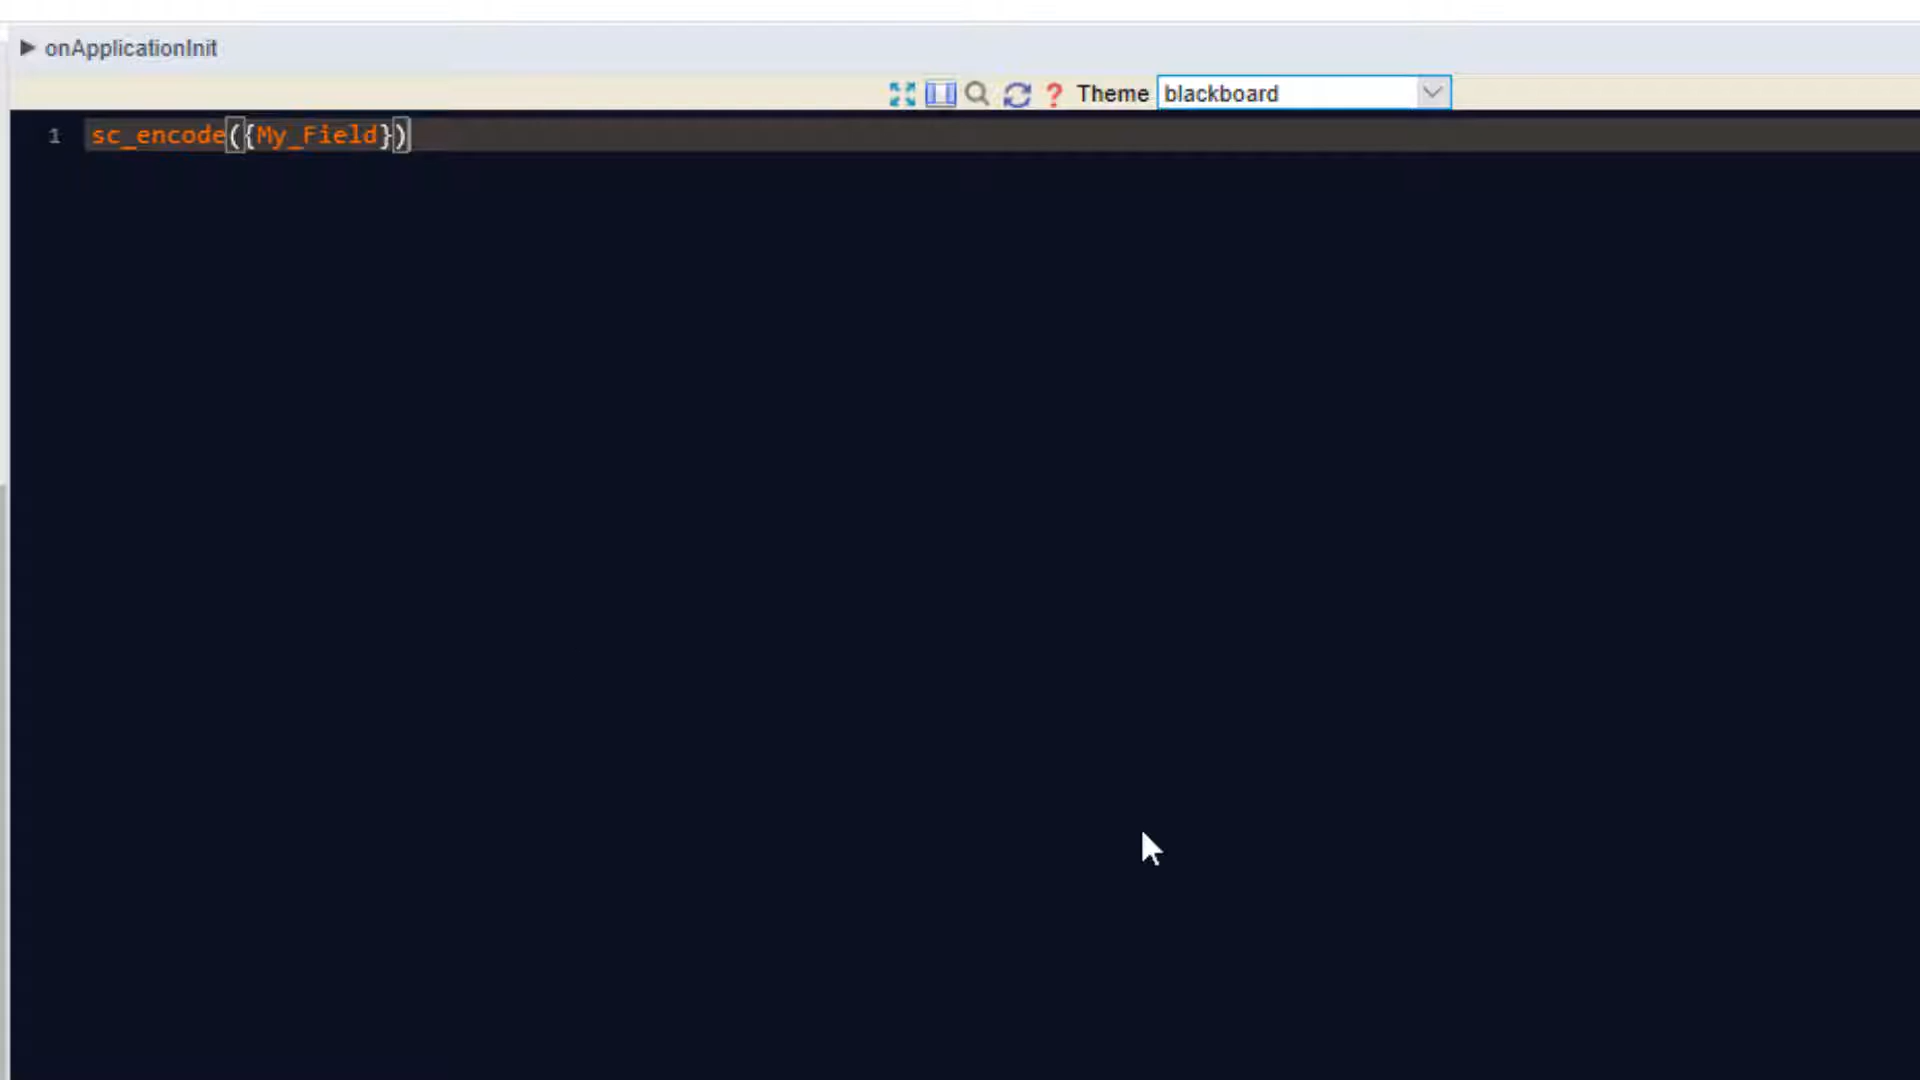 onApplicationInit
Theme blackboard
1 sc_encode({My_Field})